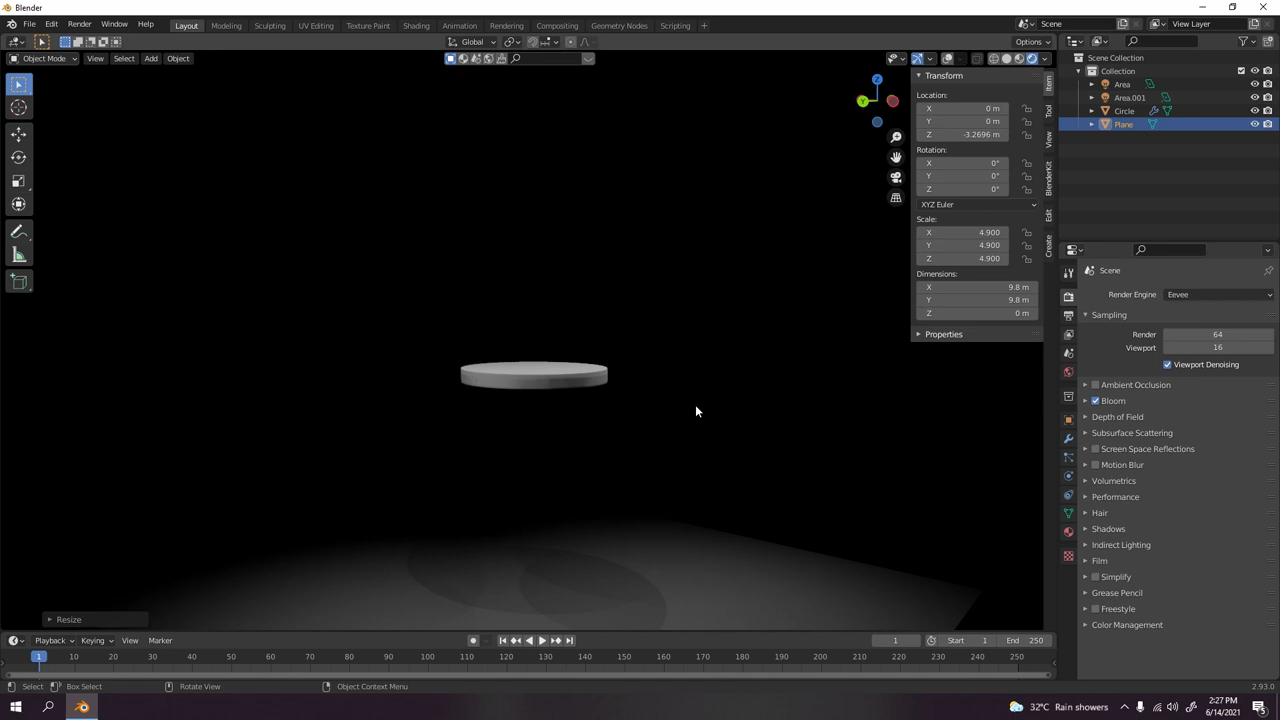 Blender
File Edit Render Window Help Layout Modeling Sculpting UV Editing Texture Paint Shading Animation Rendering Compositing Geometry Nodes Scripting + Scene View Layer
Global Options
Object Mode View Select Add Object
Transform
Location:
X 0 m
Y 0 m
Z -3.2696 m
Rotation:
X 0°
Y 0°
Z 0°
XYZ Euler
Scale:
X 4.900
Y 4.900
Z 4.900
Dimensions:
X 9.8 m
Y 9.8 m
Z 0 m
Properties
Item
Tool
View
BlenderKit
Edit
Create
Z
Y
Scene Collection
Collection
Area
Area.001
Circle
Plane
Scene
Render Engine Eevee
Sampling
Render 64
Viewport 16
Viewport Denoising
Ambient Occlusion
Bloom
Depth of Field
Subsurface Scattering
Screen Space Reflections
Motion Blur
Volumetrics
Performance
Hair
Shadows
Indirect Lighting
Film
Simplify
Grease Pencil
Freestyle
Color Management
Resize
Playback Keying View Marker 1 Start 1 End 250
1 10 20 30 40 50 60 70 80 90 100 110 120 130 140 150 160 170 180 190 200 210 220 230 240 250
Select Box Select Rotate View Object Context Menu 2.93.0
32°C Rain showers 2:27 PM
6/14/2021